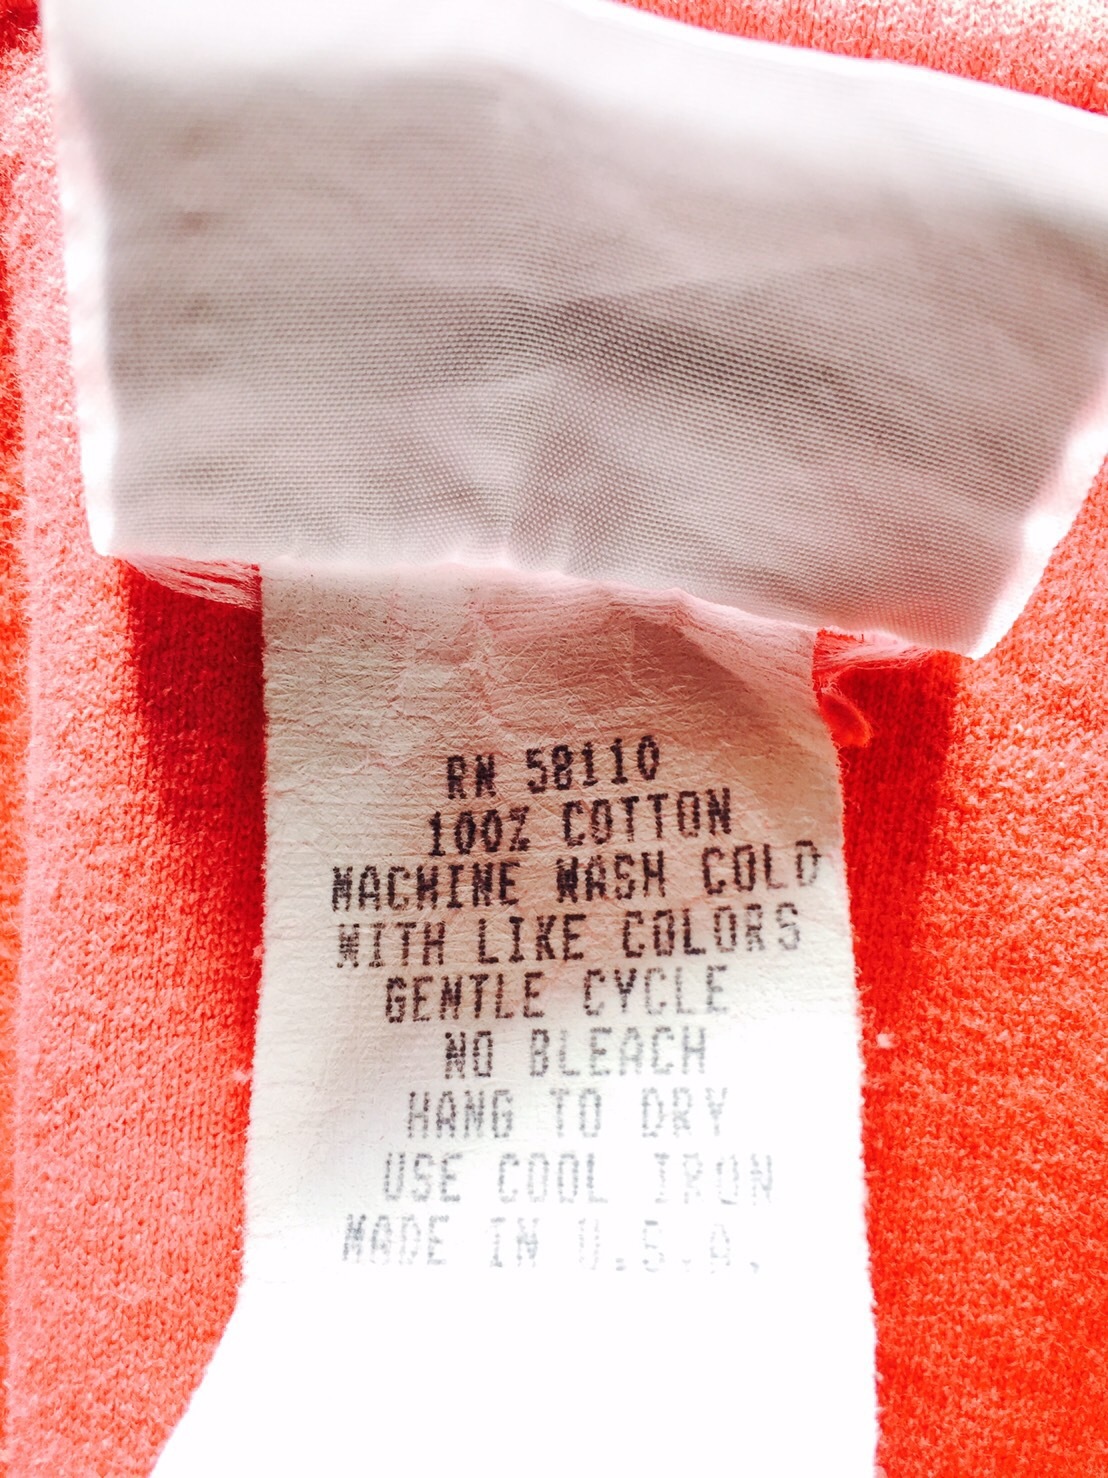 RN 58110
100% COTTON
MACHINE WASH COLD
WITH LIKE COLORS
GENTLE CYCLE
NO BLEACH
HANG TO DRY
USE COOL IRON
MADE IN U.S.A.